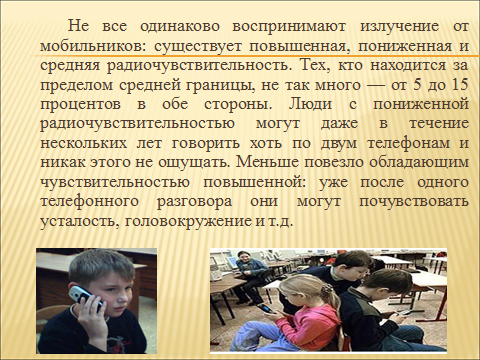 Не все одинаково воспринимают излучение от
мобильников: существует повышенная, пониженная и
средняя радиочувствительность. Тех, кто находится за
пределом средней границы, не так много — от 5 до 15
процентов в обе стороны. Люди с пониженной
радиочувствительностью могут даже в течение
нескольких лет говорить хоть по двум телефонам и
никак этого не ощущать. Меньше повезло обладающим
чувствительностью повышенной: уже после одного
телефонного разговора они могут почувствовать
усталость, головокружение и т.д.